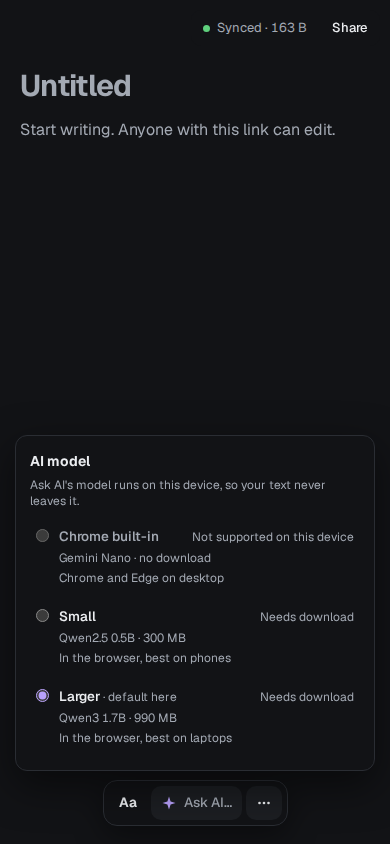 Synced · 163 B
Share
Untitled
Start writing. Anyone with this link can edit.
AI model
Ask AI's model runs on this device, so your text never
leaves it.
Chrome built-in
Not supported on this device
Gemini Nano · no download
Chrome and Edge on desktop
Small
Needs download
Qwen2.5 0.5B · 300 MB
In the browser, best on phones
Larger · default here
Needs download
Qwen3 1.7B · 990 MB
In the browser, best on laptops
Aa
Ask AI...